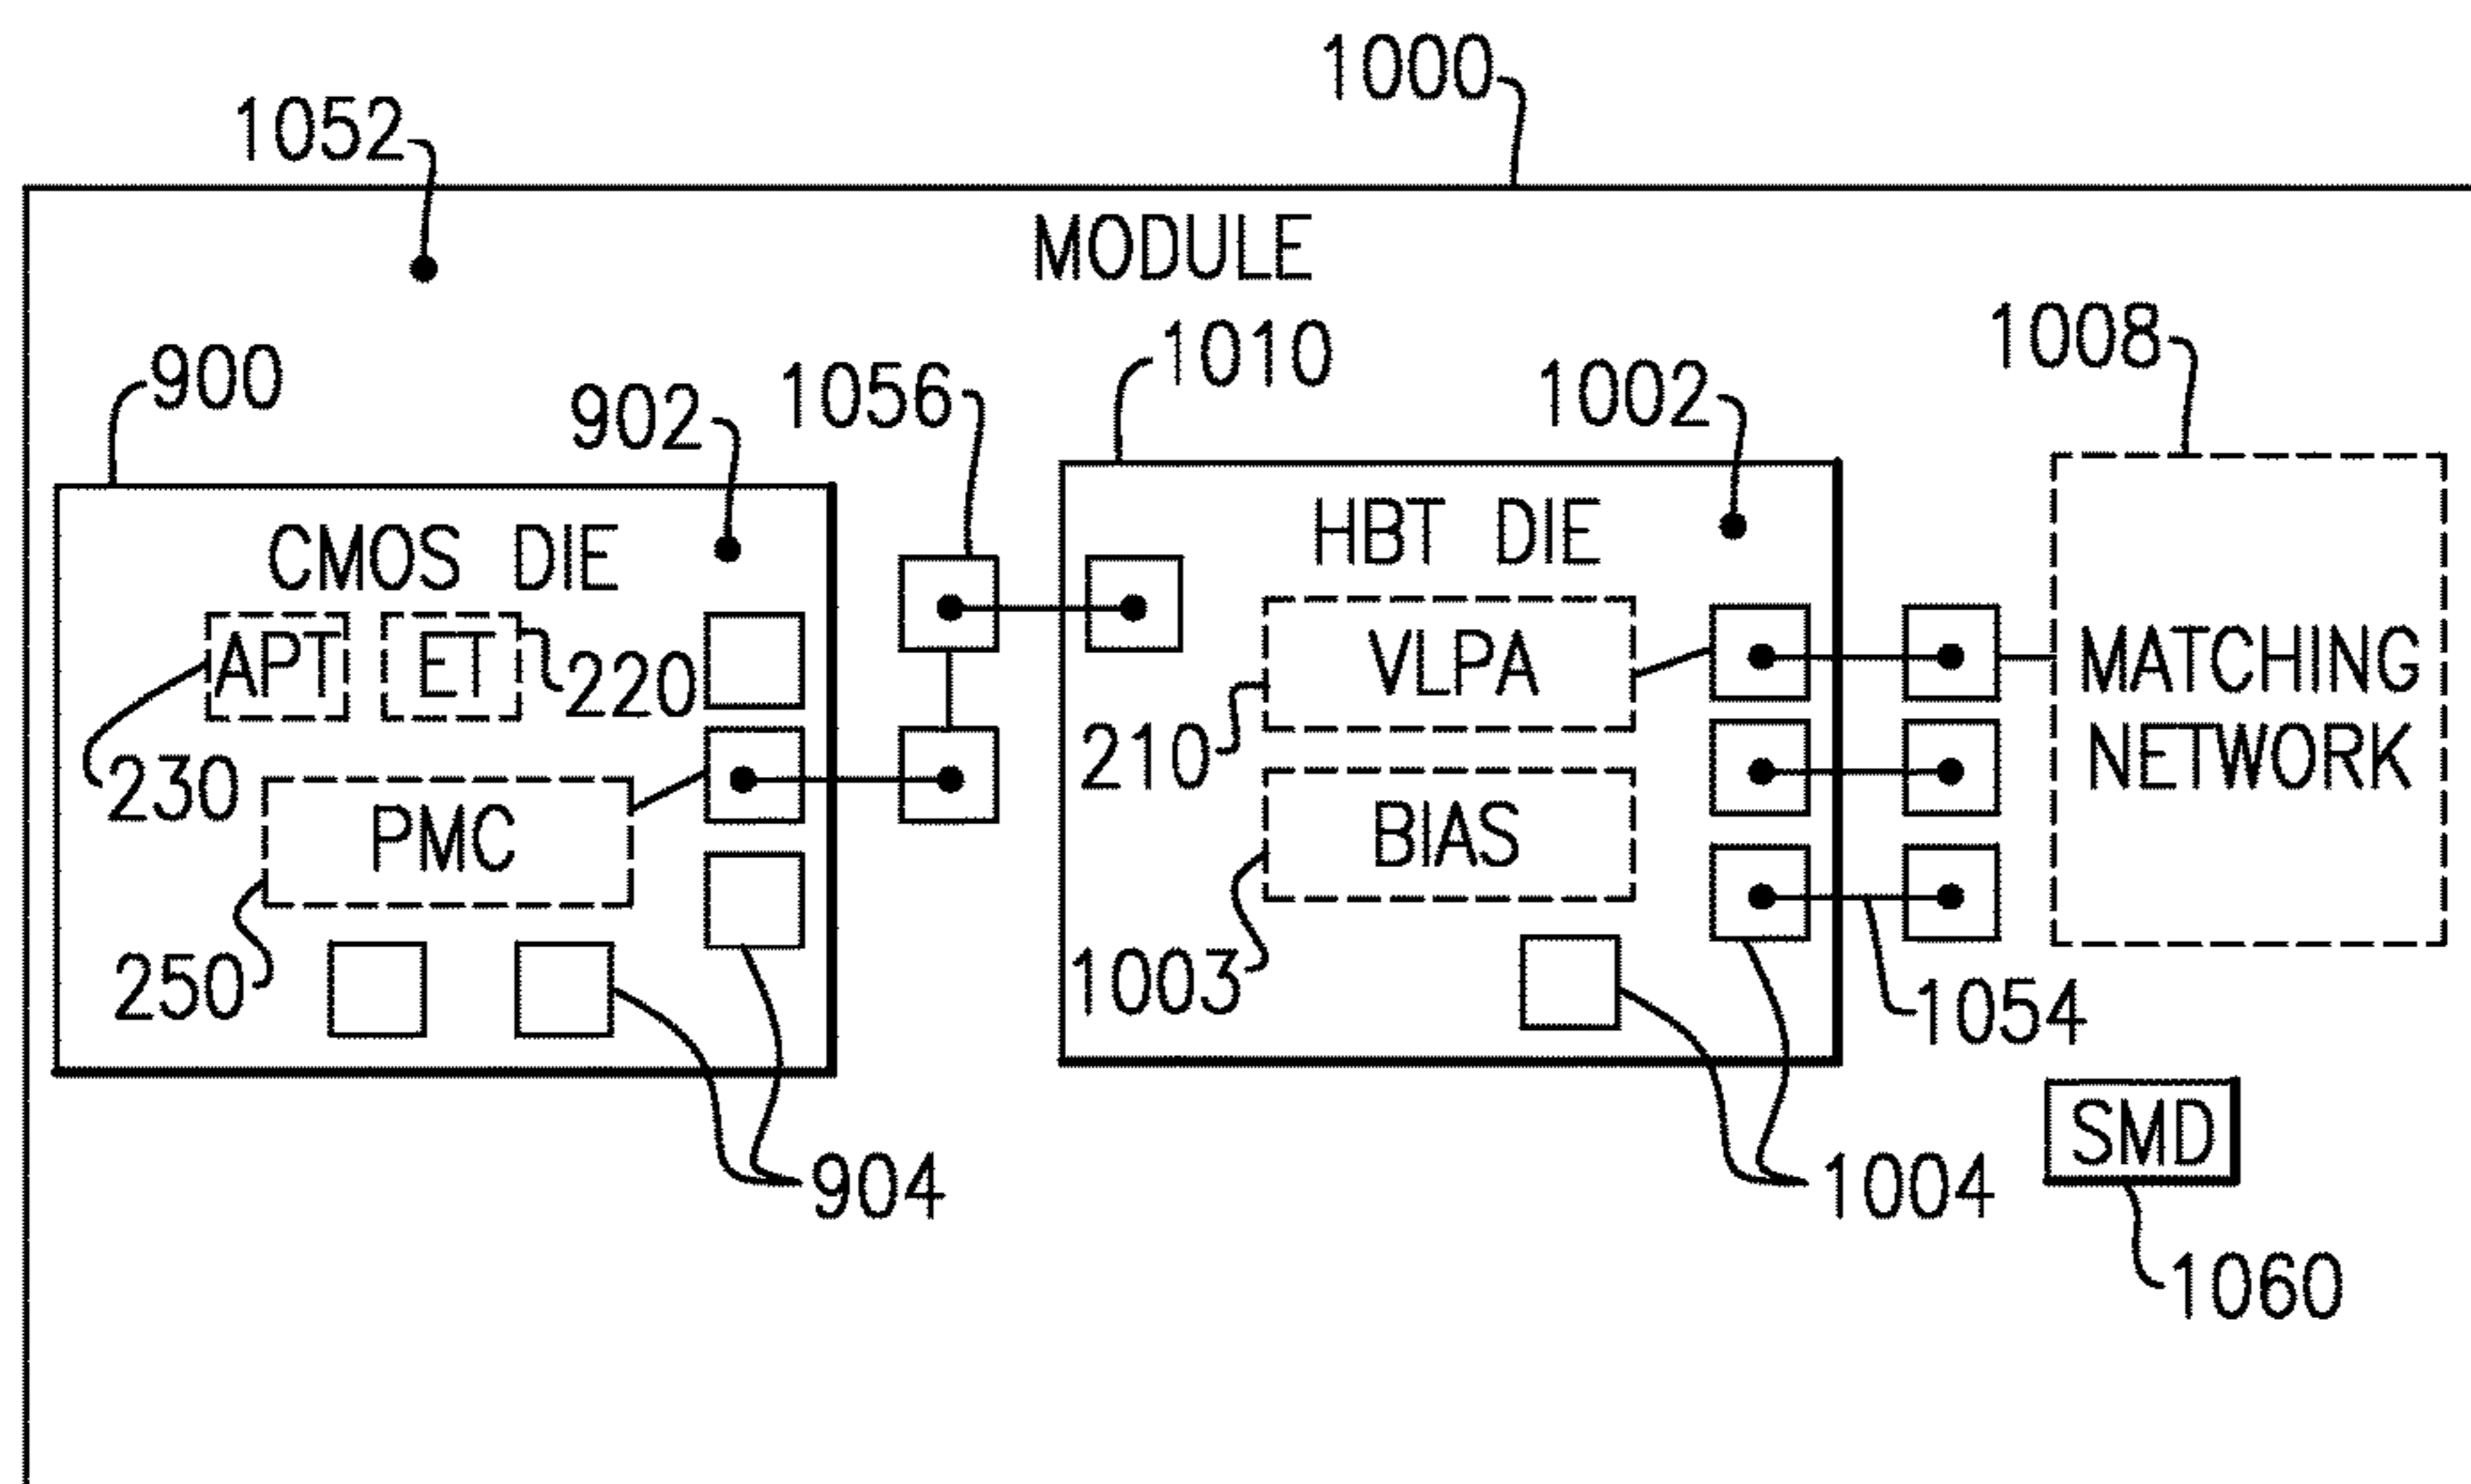 1000
1052
MODULE
1008
1010
900
1056
1002
902
CMOS DIE
HBT DIE
APT
ET
220
VLPA
MATCHING
NETWORK
210
230
PMC
BIAS
250
1003
1054
SMD
904
1004
1060